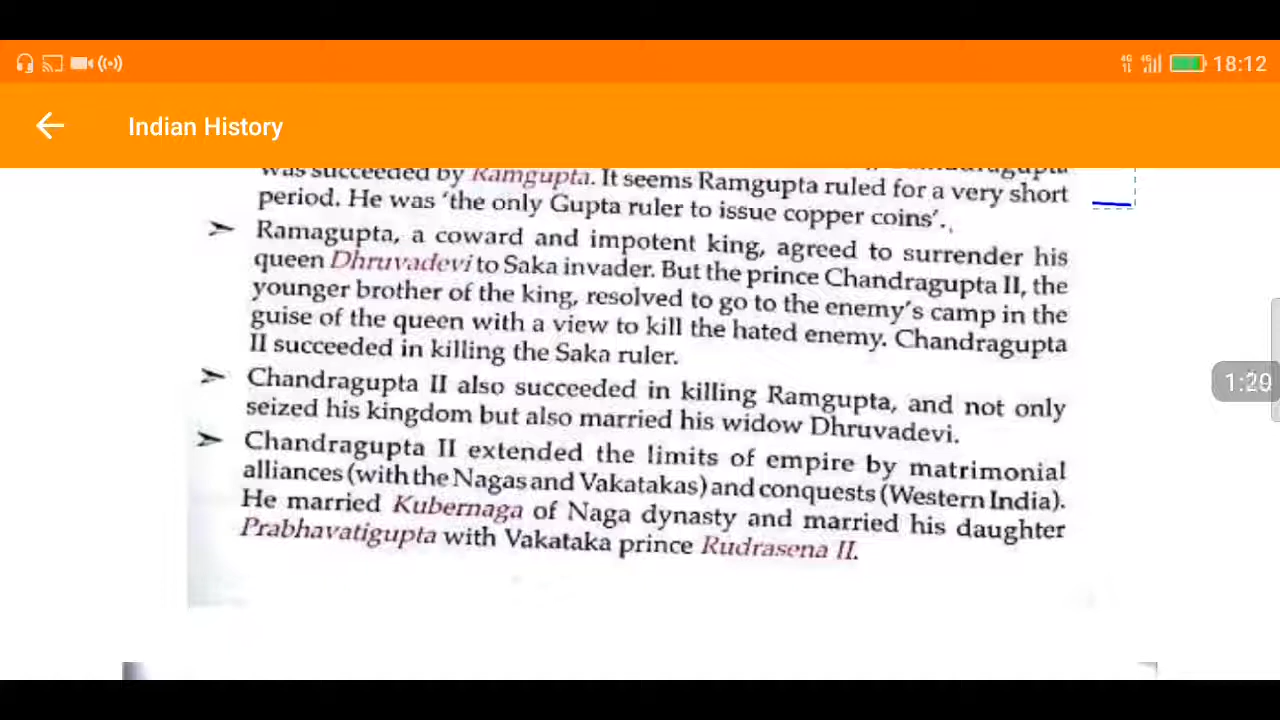 18:12
Indian History
was succeeded by Ramgupta. It seems Ramgupta ruled for a very short
period. He was ‘the only Gupta ruler to issue copper coins’.
➢ Ramagupta, a coward and impotent king, agreed to surrender his
queen Dhruvadevi to Saka invader. But the prince Chandragupta II, the
younger brother of the king, resolved to go to the enemy’s camp in the
guise of the queen with a view to kill the hated enemy. Chandragupta
II succeeded in killing the Saka ruler.
➢ Chandragupta II also succeeded in killing Ramgupta, and not only
seized his kingdom but also married his widow Dhruvadevi.
➢ Chandragupta II extended the limits of empire by matrimonial
alliances (with the Nagas and Vakatakas) and conquests (Western India).
He married Kubernaga of Naga dynasty and married his daughter
Prabhavatigupta with Vakataka prince Rudrasena II.